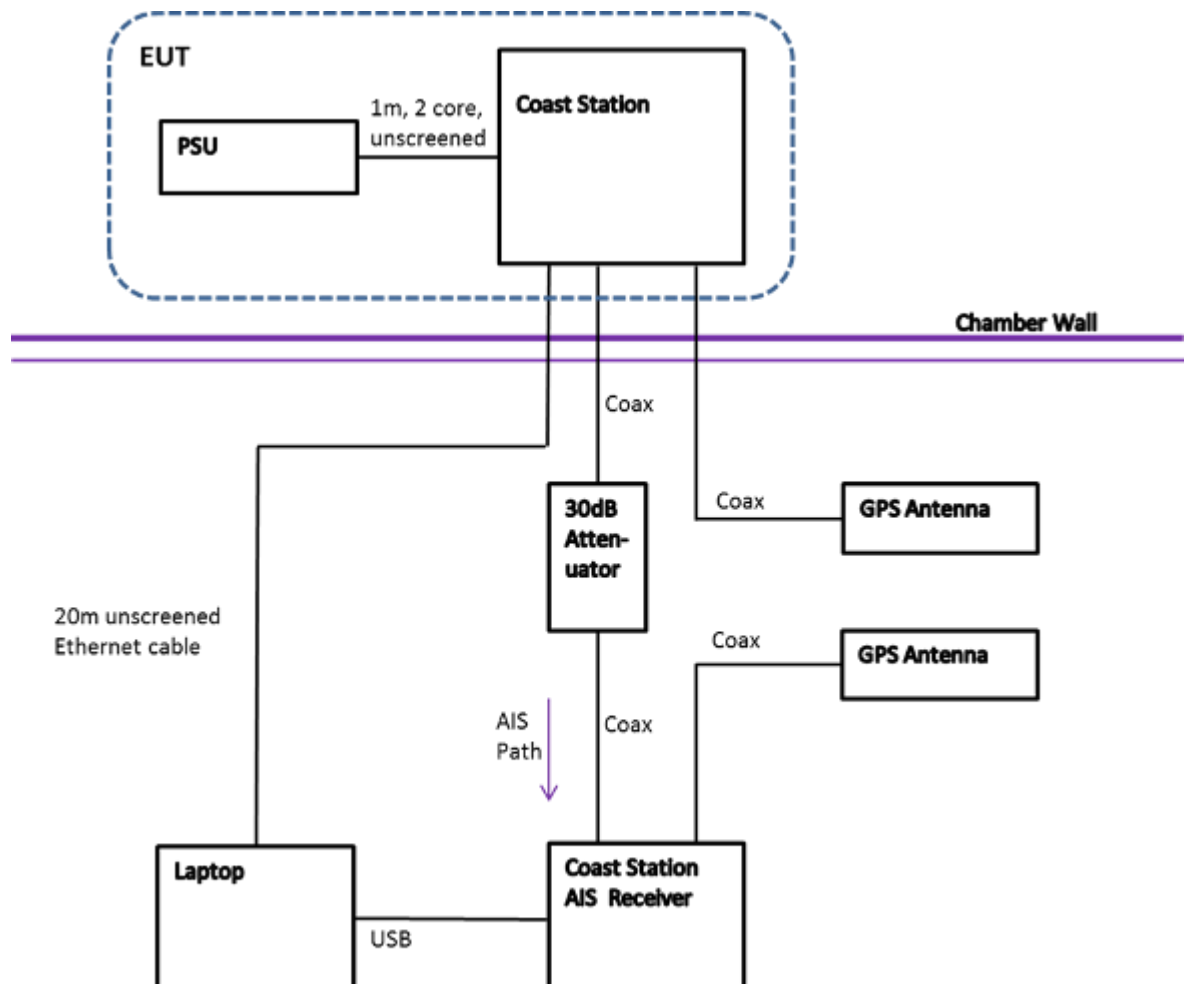 EUT
Coast Station
1m, 2 core,
unscreened
PSU
Chamber Wall
Coax
30dB
Atten-
uator
Coax
GPS Antenna
20m unscreened
Ethernet cable
Coax
GPS Antenna
AIS
Path
Coax
Laptop
Coast Station
AIS Receiver
USB